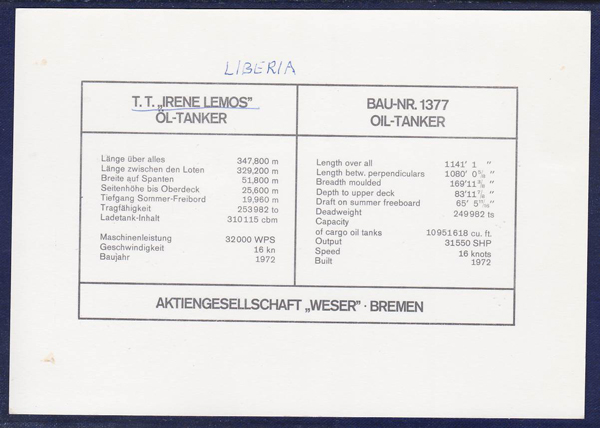 LIBERIA
T. T. „IRENE LEMOS”
ÖL-TANKER
Länge über alles 347,800 m
Länge zwischen den Loten 329,200 m
Breite auf Spanten 51,800 m
Seitenhöhe bis Oberdeck 25,600 m
Tiefgang Sommer-Freibord 19,960 m
Tragfähigkeit 253982 to
Ladetank-Inhalt 310115 cbm
Maschinenleistung 32000 WPS
Geschwindigkeit 16 kn
Baujahr 1972
BAU-NR. 1377
OIL-TANKER
Length over all 1141' 1 "
Length betw. perpendiculars 1080' 0 "
Breadth moulded 169'11 "
Depth to upper deck 83'11⅞ "
Draft on summer freeboard 65' 5 "
Deadweight 249982 ts
Capacity
of cargo oil tanks 10951618 cu. ft.
Output 31550 SHP
Speed 16 knots
Built 1972
AKTIENGESELLSCHAFT „WESER” · BREMEN